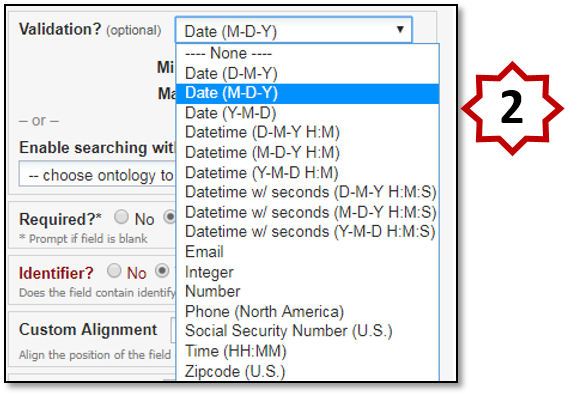 Validation? (optional) Date (M-D-Y)
---- None ----
Date (D-M-Y)
Date (M-D-Y)
Date (Y-M-D)
Datetime (D-M-Y H:M)
Datetime (M-D-Y H:M)
Datetime (Y-M-D H:M)
Datetime w/ seconds (D-M-Y H:M:S)
Datetime w/ seconds (M-D-Y H:M:S)
Datetime w/ seconds (Y-M-D H:M:S)
Email
Integer
Number
Phone (North America)
Social Security Number (U.S.)
Time (HH:MM)
Zipcode (U.S.)
Mi
Ma
– or –
Enable searching with
-- choose ontology to
Required?* No
* Prompt if field is blank
Identifier? No
Does the field contain identify
Custom Alignment
Align the position of the field
2